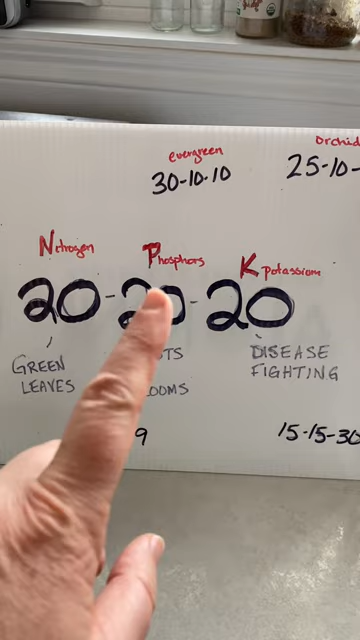 evergreen
30-10-10
Orchid
25-10-
Nitrogen
Phosphors
K potassium
20-20-20
GREEN
LEAVES
DISEASE
FIGHTING
9
15-15-30